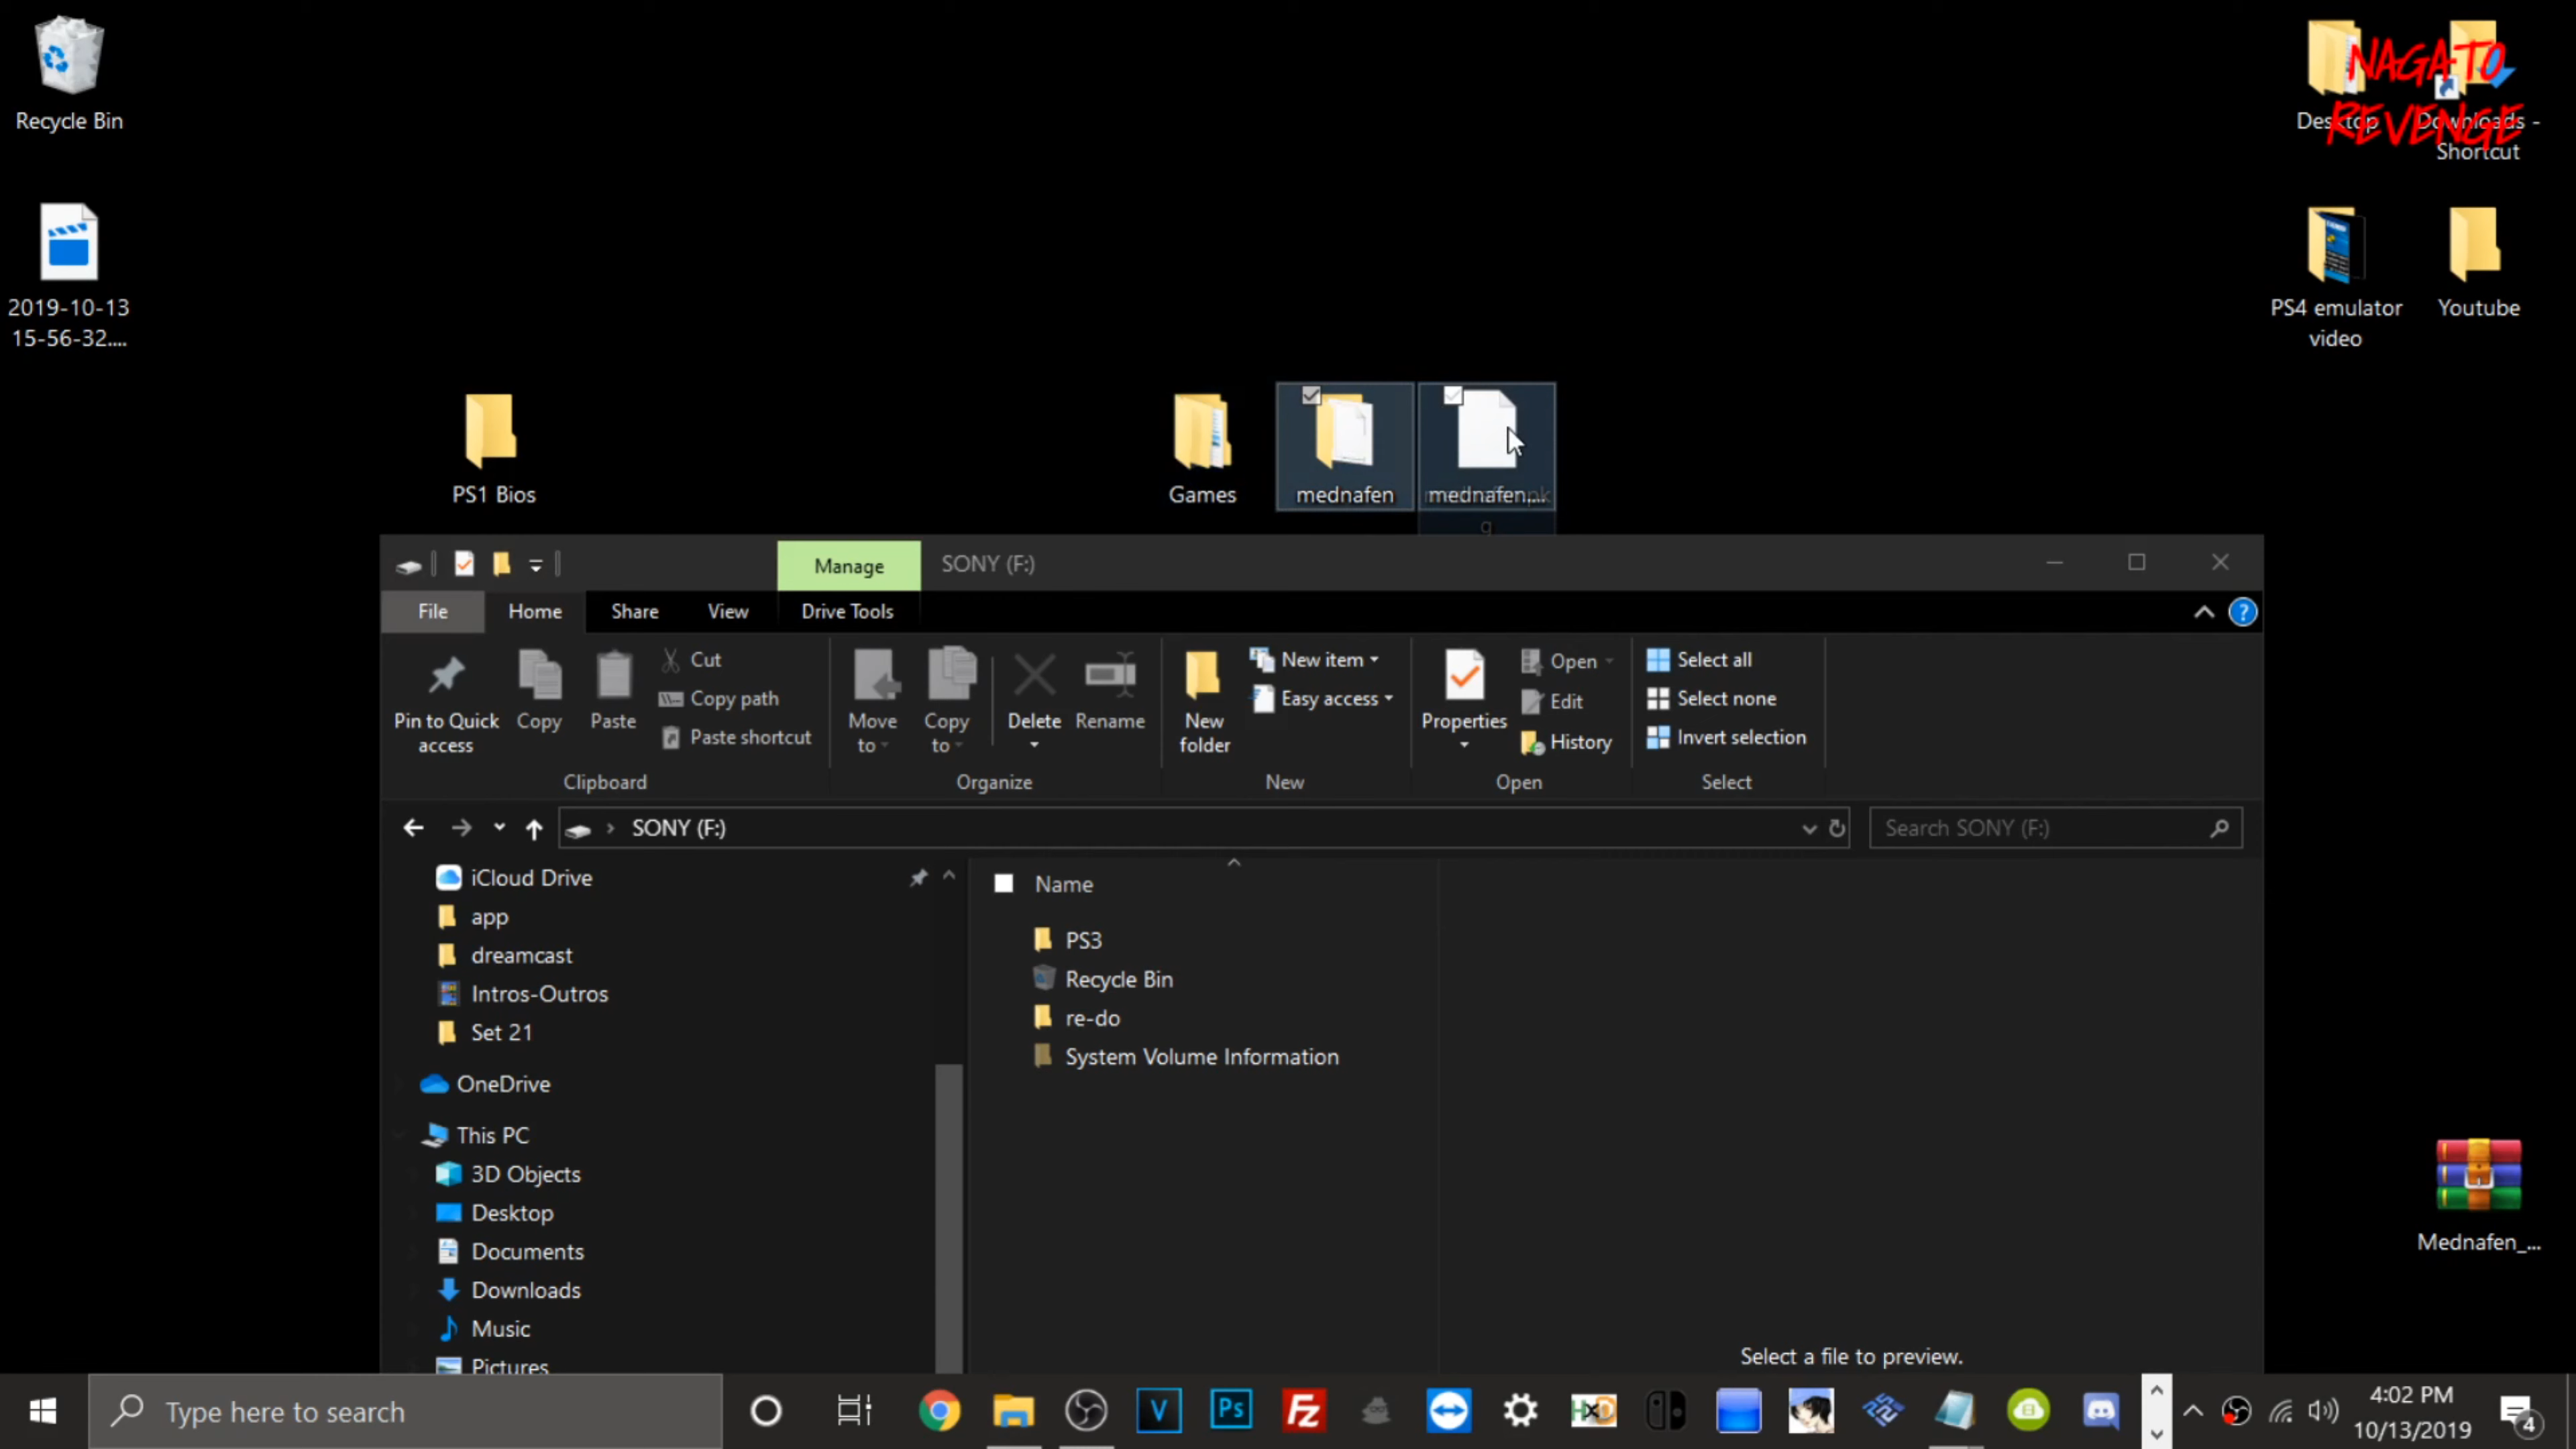 Recycle Bin
NAGATO
REVENGE
Desktop
Downloads -
Shortcut
2019-10-13
15-56-32....
PS4 emulator
video
Youtube
PS1 Bios
Games
mednafen
mednafen....
Manage
SONY (F:)
File
Home
Share
View
Drive Tools
Pin to Quick
access
Copy
Paste
Cut
Copy path
Paste shortcut
Clipboard
Move
to
Copy
to
Delete
Rename
Organize
New
folder
New item
Easy access
New
Properties
Open
Edit
History
Open
Select all
Select none
Invert selection
Select
SONY (F:)
Search SONY (F:)
iCloud Drive
app
dreamcast
Intros-Outros
Set 21
OneDrive
This PC
3D Objects
Desktop
Documents
Downloads
Music
Pictures
Name
PS3
Recycle Bin
re-do
System Volume Information
Select a file to preview.
Mednafen_...
Type here to search
V
Ps
Fz
HxD
4:02 PM
10/13/2019
4